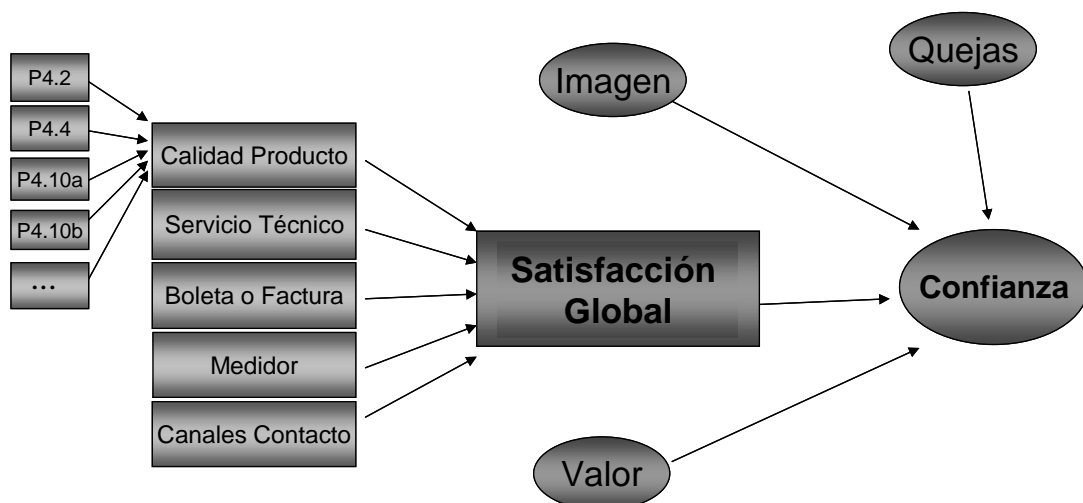 P4.2
P4.4
P4.10a
P4.10b
...
Calidad Producto
Servicio Técnico
Boleta o Factura
Medidor
Canales Contacto
Satisfacción
Global
Imagen
Quejas
Confianza
Valor